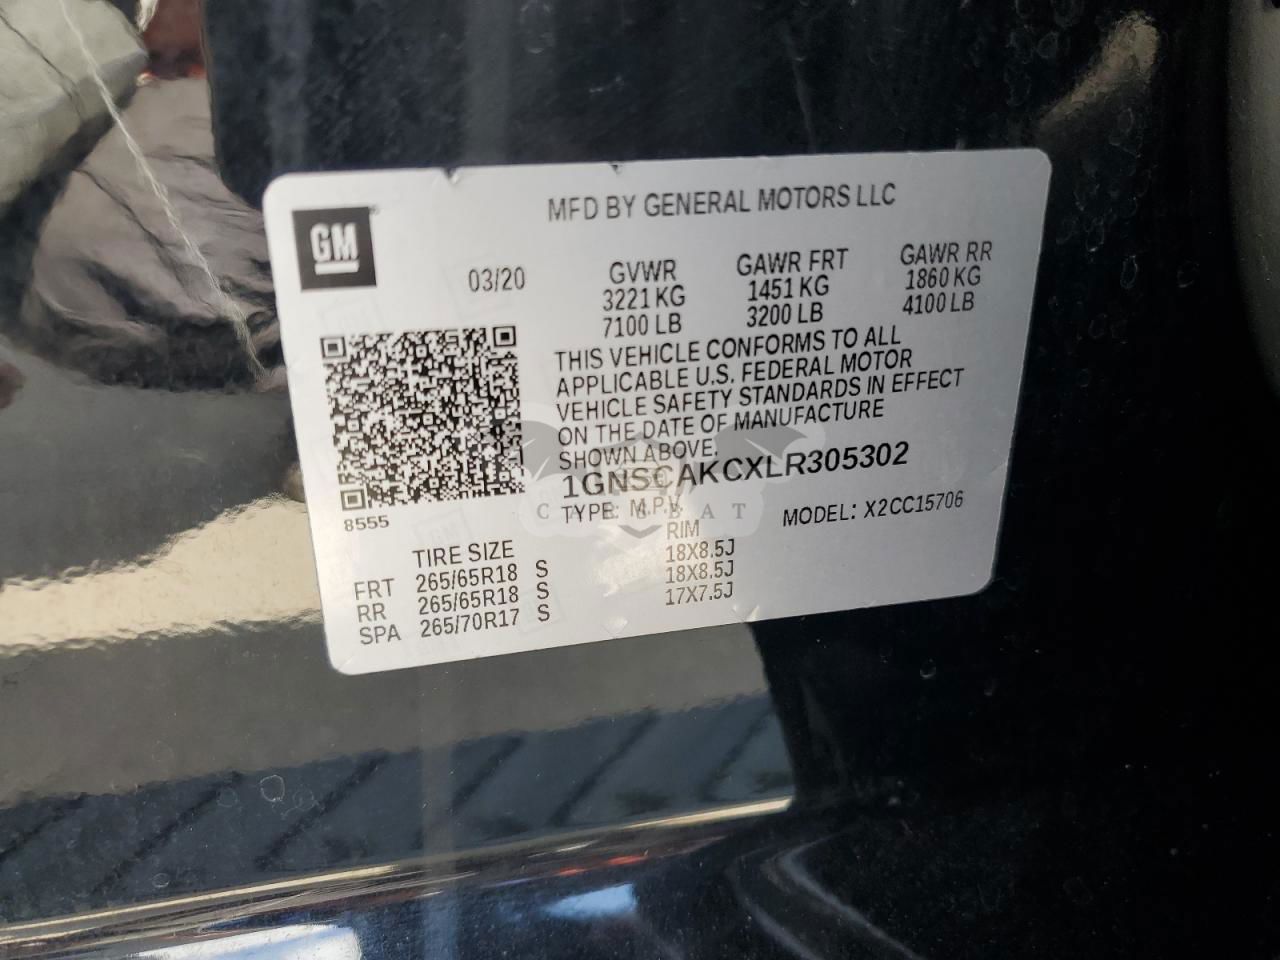 MFD BY GENERAL MOTORS LLC
GM
03/20
GVWR GAWR FRT GAWR RR
3221 KG 1451 KG 1860 KG
7100 LB 3200 LB 4100 LB
THIS VEHICLE CONFORMS TO ALL
APPLICABLE U.S. FEDERAL MOTOR
VEHICLE SAFETY STANDARDS IN EFFECT
ON THE DATE OF MANUFACTURE
SHOWN ABOVE.
1GNSCAKCXLR305302
8555
TYPE: M.P.V. MODEL: X2CC15706
TIRE SIZE RIM
FRT 265/65R18 S 18X8.5J
RR 265/65R18 S 18X8.5J
SPA 265/70R17 S 17X7.5J